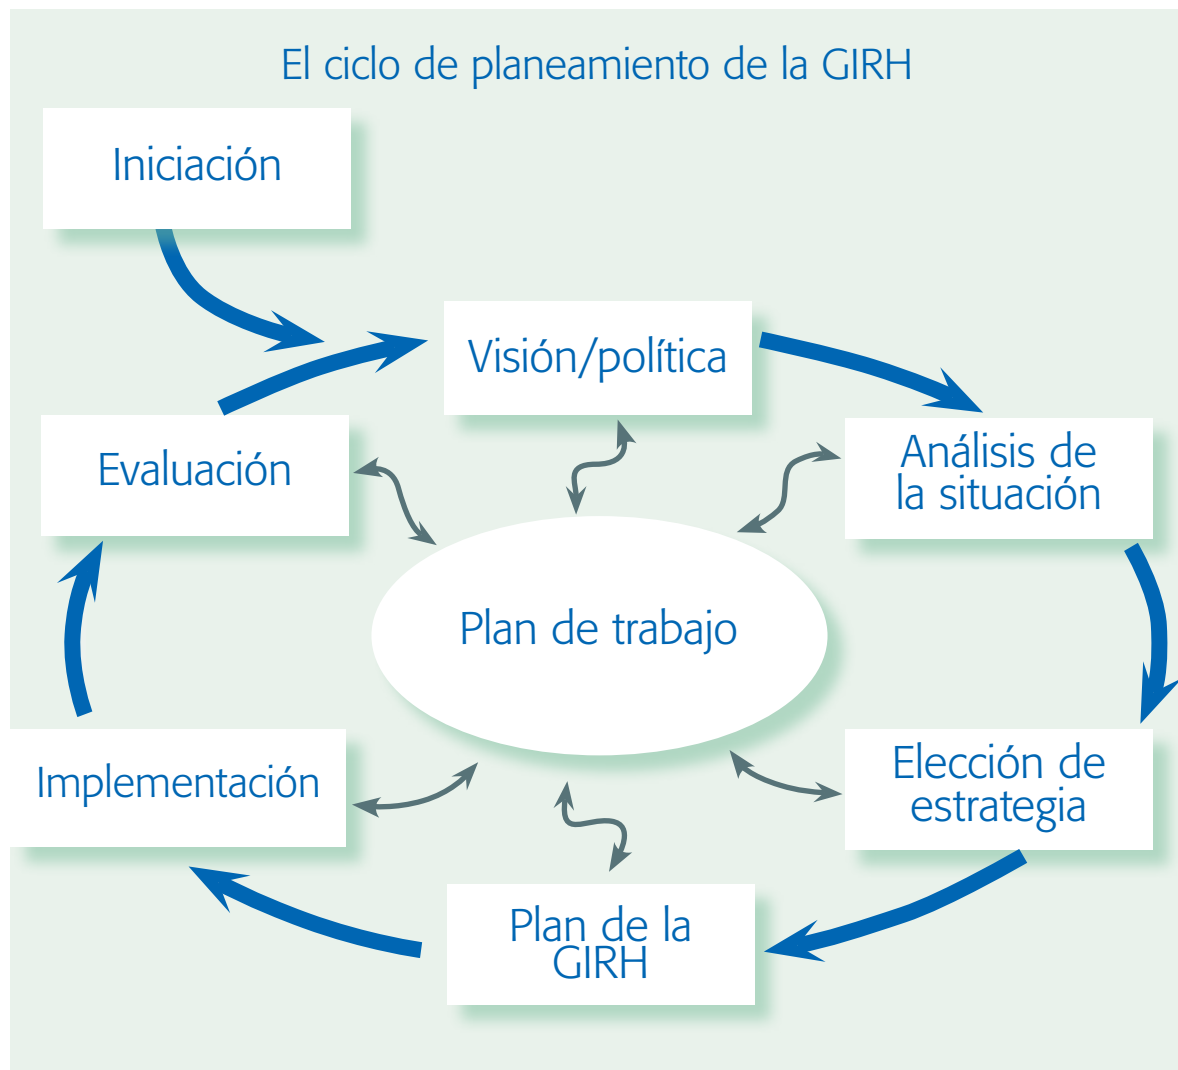 El ciclo de planeamiento de la GIRH
Iniciación
Visión/política
Análisis de
la situación
Evaluación
Plan de trabajo
Elección de
estrategia
Implementación
Plan de la
GIRH